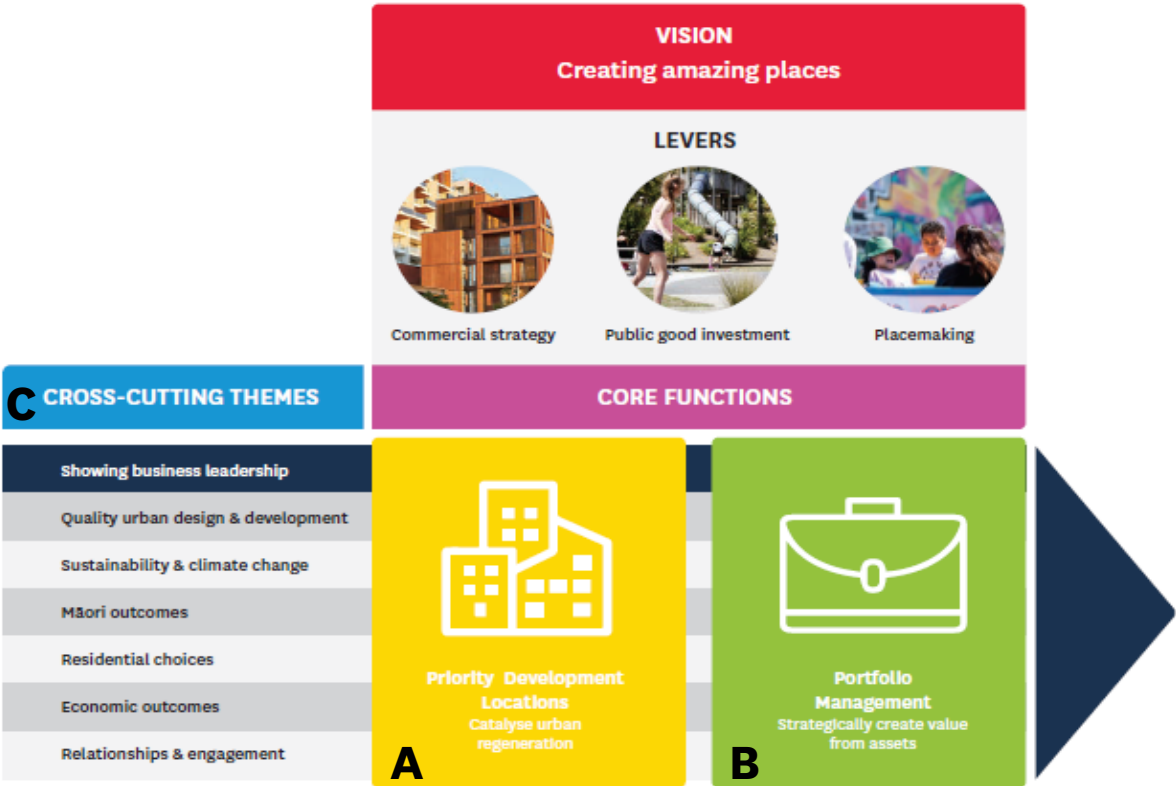 VISION
Creating amazing places
LEVERS
Commercial strategy
Public good investment
Placemaking
C CROSS-CUTTING THEMES
CORE FUNCTIONS
Showing business leadership
Quality urban design & development
Sustainability & climate change
Māori outcomes
Residential choices
Economic outcomes
Relationships & engagement
Priority Development
Locations
Catalyse urban
regeneration
A
Portfolio
Management
Strategically create value
from assets
B